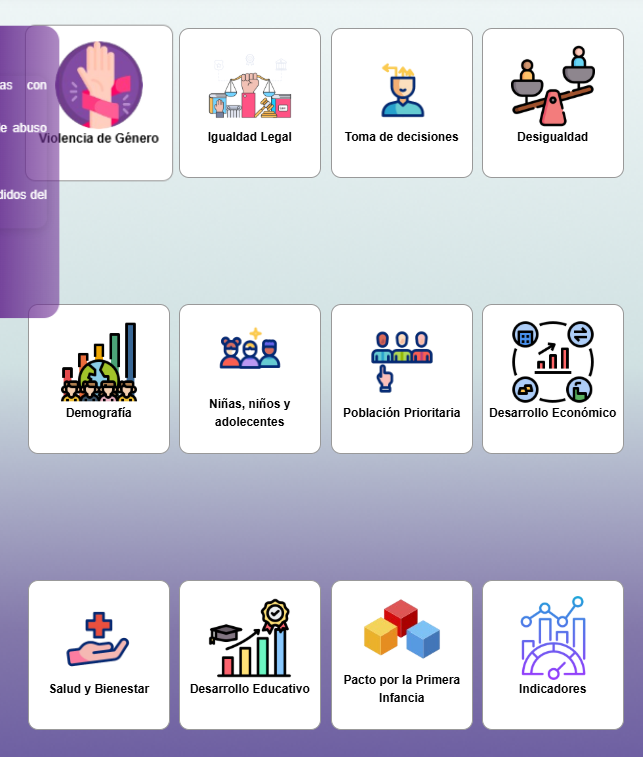 as con
e abuso
didos del
Violencia de Género
Igualdad Legal
Toma de decisiones
Desigualdad
Demografía
Niñas, niños y
adolecentes
Población Prioritaria
Desarrollo Económico
Salud y Bienestar
Desarrollo Educativo
Pacto por la Primera
Infancia
Indicadores